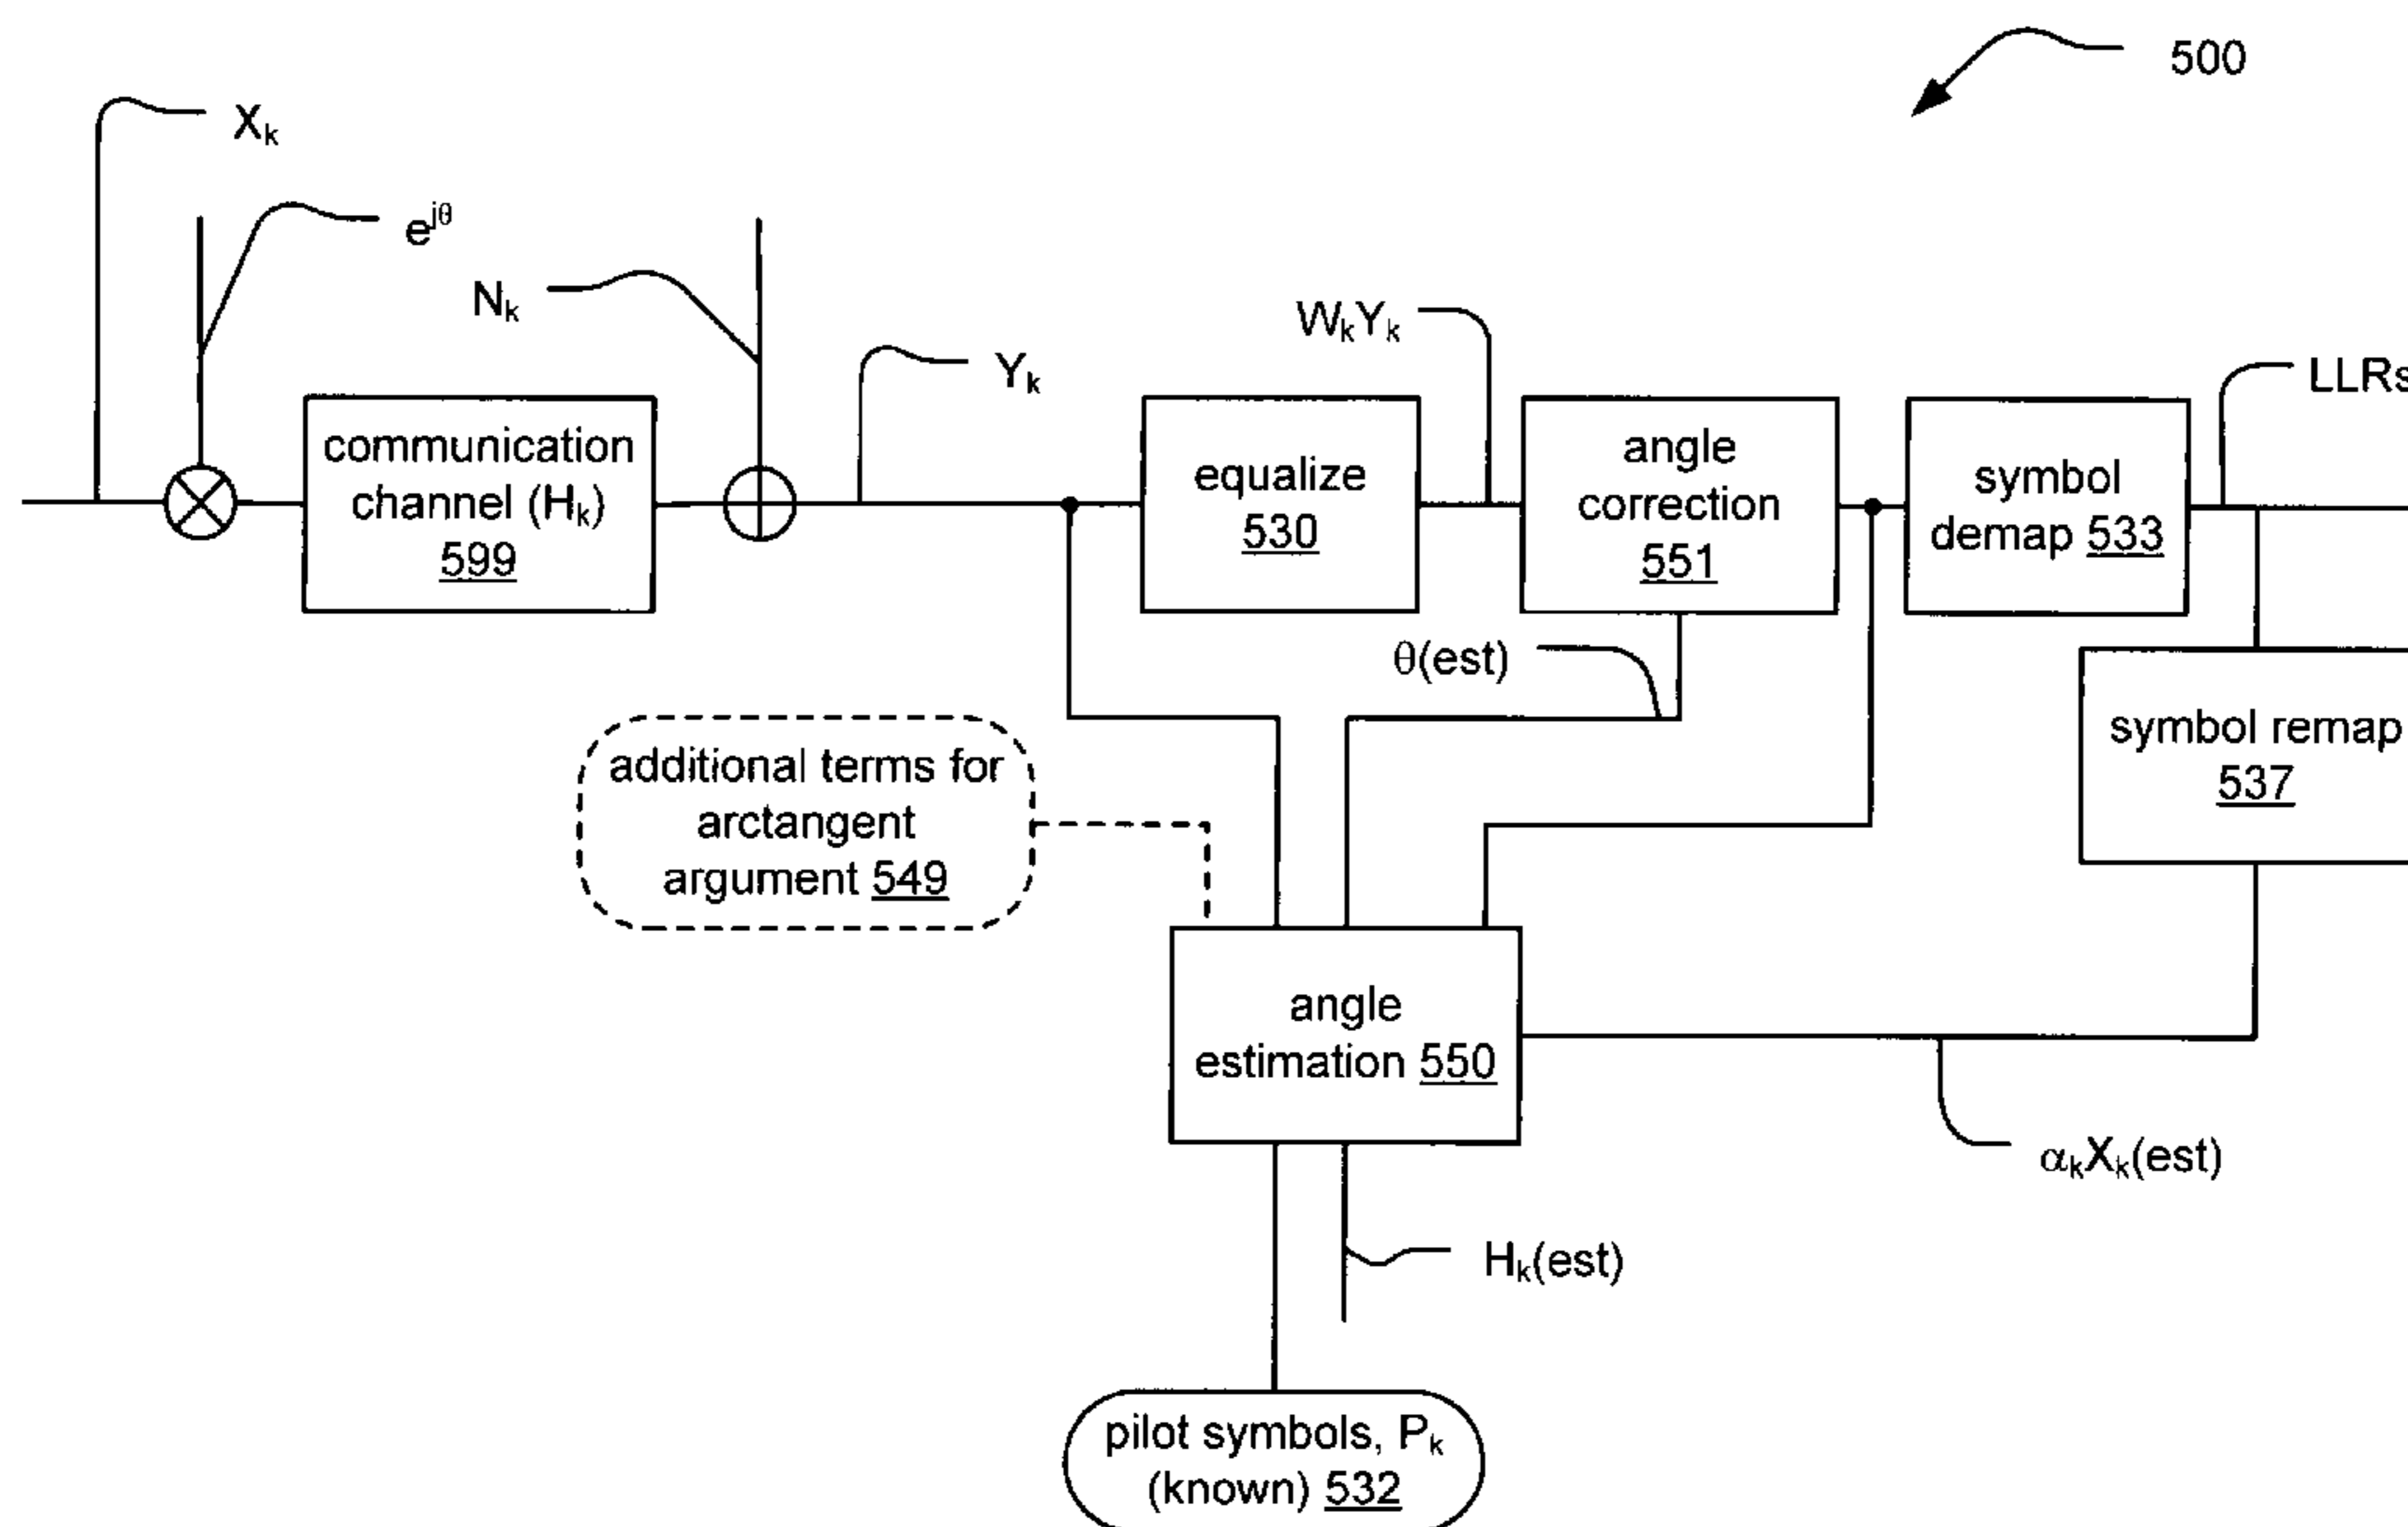 500
Xₖ
e^jθ
Nₖ
Yₖ
WₖYₖ
LLRs
communication
channel (Hₖ)
599
equalize
530
angle
correction
551
symbol
demap 533
θ(est)
symbol remap
537
additional terms for
arctangent
argument 549
angle
estimation 550
αₖXₖ(est)
Hₖ(est)
pilot symbols, Pₖ
(known) 532